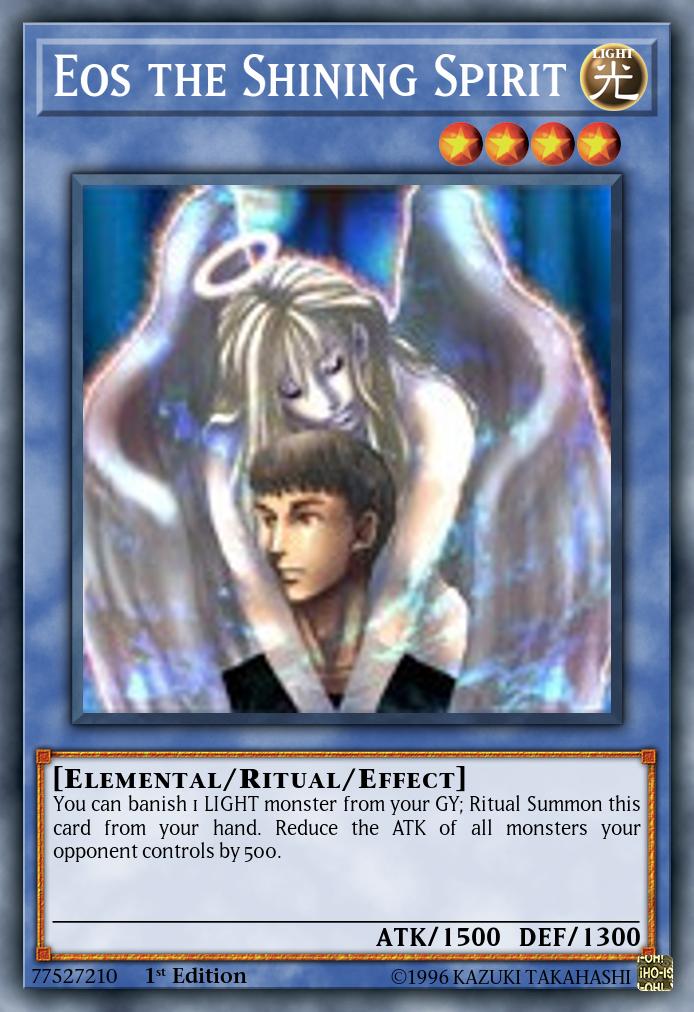 Eos the Shining Spirit
LIGHT
光
[Elemental/Ritual/Effect]
You can banish 1 LIGHT monster from your GY; Ritual Summon this
card from your hand. Reduce the ATK of all monsters your
opponent controls by 500.
ATK/1500 DEF/1300
77527210 1st Edition ©1996 KAZUKI TAKAHASHI